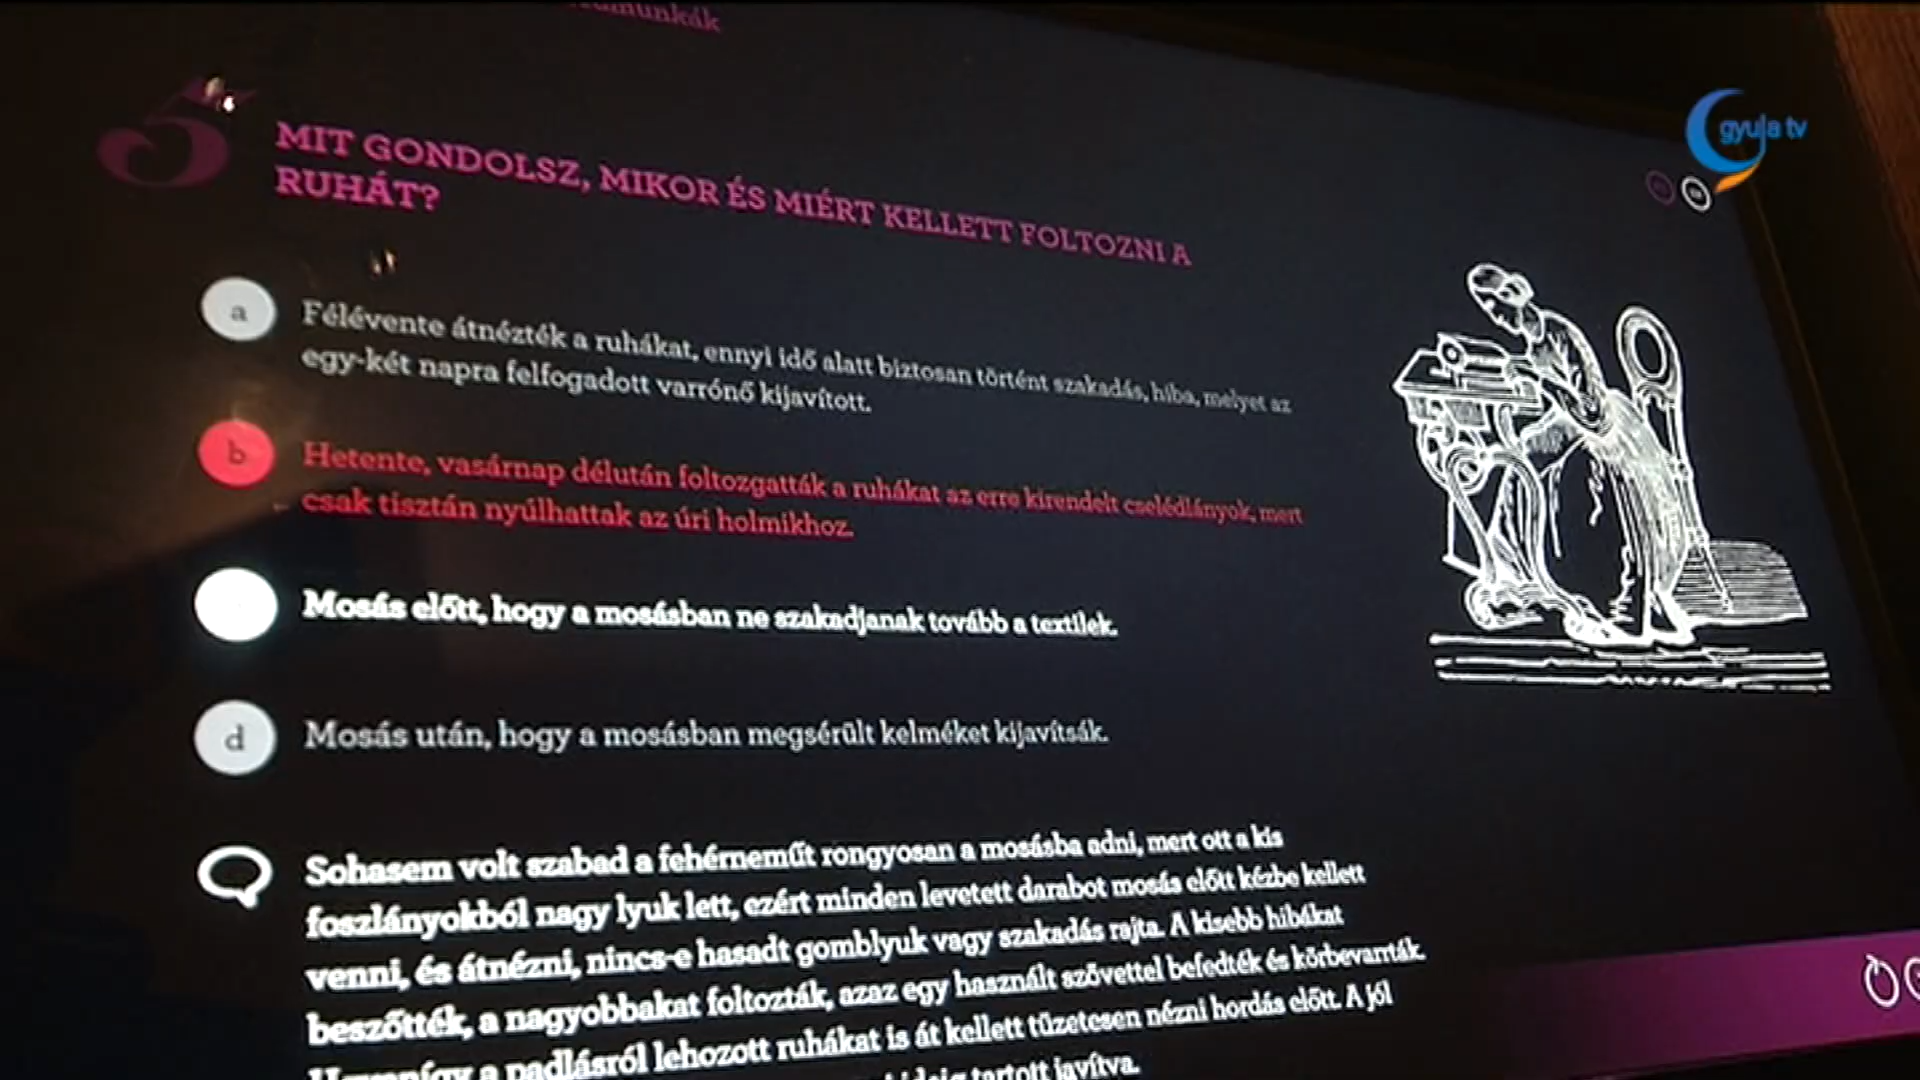 gyula tv
5
MIT GONDOLSZ, MIKOR ÉS MIÉRT KELLETT FOLTOZNI A
RUHÁT?
a
Félévente átnézték a ruhákat, ennyi idő alatt biztosan történt szakadás, hiba, melyet az
egy-két napra felfogadott varrónő kijavított.
b
Hetente, vasárnap délután foltozgatták a ruhákat az erre kirendelt cselédlányok, mert
csak tisztán nyúlhattak az úri holmikhoz.
Mosás előtt, hogy a mosásban ne szakadjanak tovább a textilek.
d
Mosás után, hogy a mosásban megsérült kelméket kijavítsák.
Sohasem volt szabad a fehérneműt rongyosan a mosásba adni, mert ott a kis
foszlányokból nagy lyuk lett, ezért minden levetett darabot mosás előtt kézbe kellett
venni, és átnézni, nincs-e hasadt gomblyuk vagy szakadás rajta. A kisebb hibákat
beszőtték, a nagyobbakat foltozták, azaz egy használt szövettel befedték és körbevarrták.
Ugyanígy a padlásról lehozott ruhákat is át kellett tüzetesen nézni hordás előtt. A jól
tartott javítva.